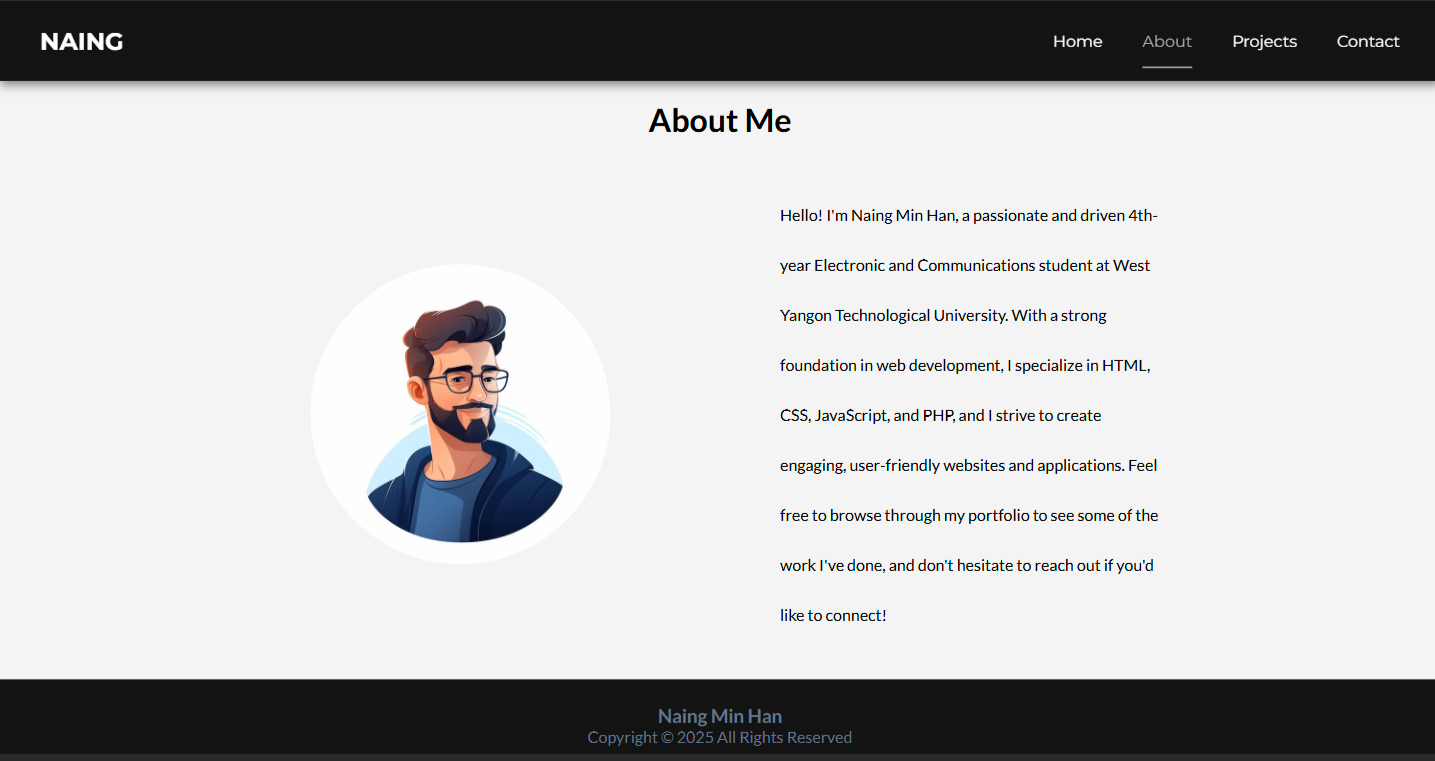 NAING
Home About Projects Contact
About Me
Hello! I'm Naing Min Han, a passionate and driven 4th-
year Electronic and Communications student at West
Yangon Technological University. With a strong
foundation in web development, I specialize in HTML,
CSS, JavaScript, and PHP, and I strive to create
engaging, user-friendly websites and applications. Feel
free to browse through my portfolio to see some of the
work I've done, and don't hesitate to reach out if you'd
like to connect!
Naing Min Han
Copyright © 2025 All Rights Reserved